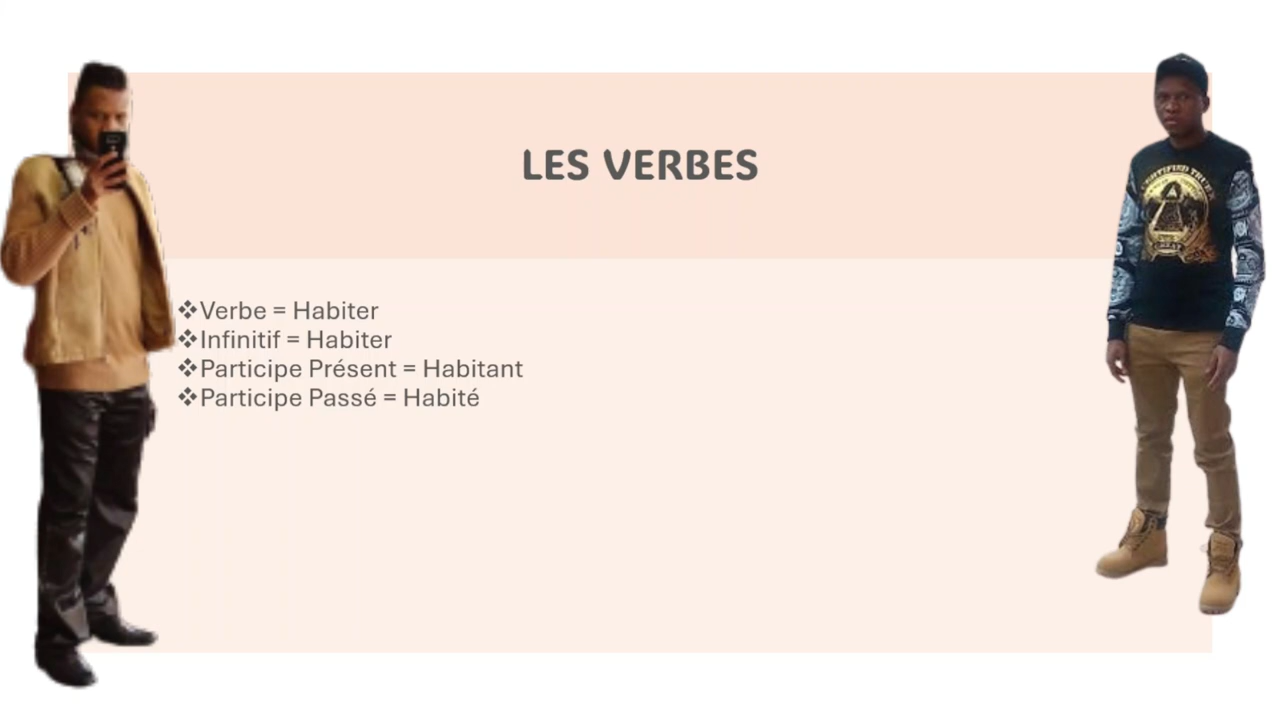 LES VERBES
❖Verbe = Habiter
❖Infinitif = Habiter
❖Participe Présent = Habitant
❖Participe Passé = Habité